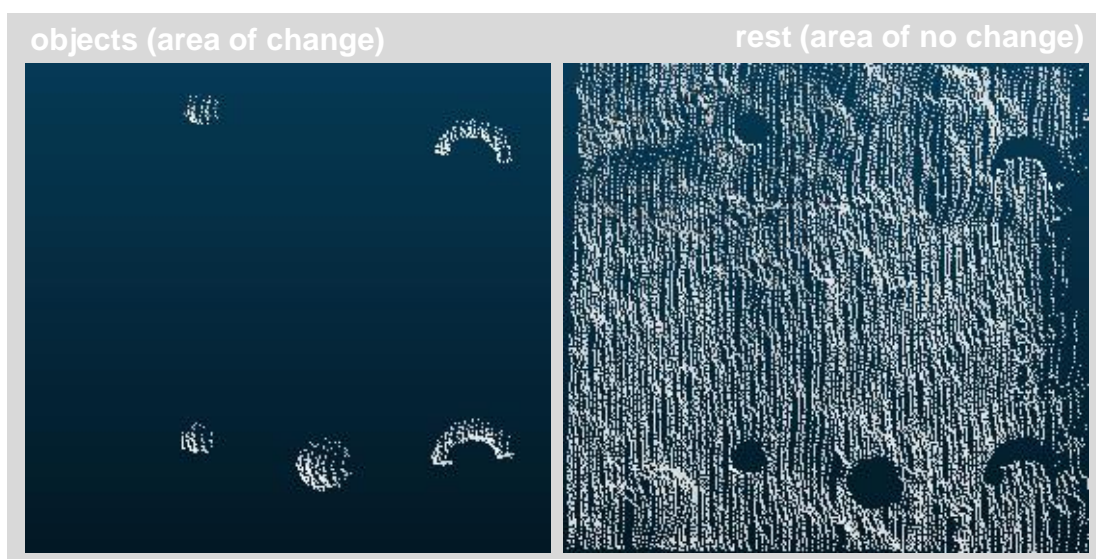 objects (area of change)
rest (area of no change)